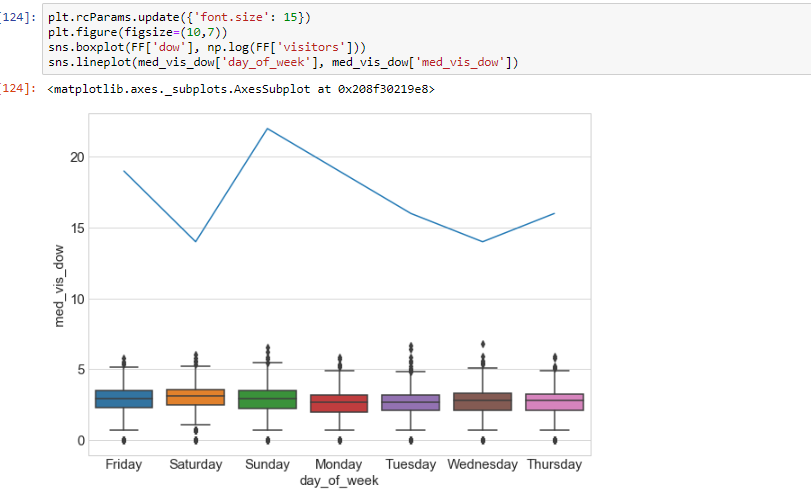 [124]: plt.rcParams.update({'font.size': 15})
plt.figure(figsize=(10,7))
sns.boxplot(FF['dow'], np.log(FF['visitors']))
sns.lineplot(med_vis_dow['day_of_week'], med_vis_dow['med_vis_dow'])
[124]: <matplotlib.axes._subplots.AxesSubplot at 0x208f30219e8>
20
15
10
5
0
med_vis_dow
Friday Saturday Sunday Monday Tuesday Wednesday Thursday
day_of_week